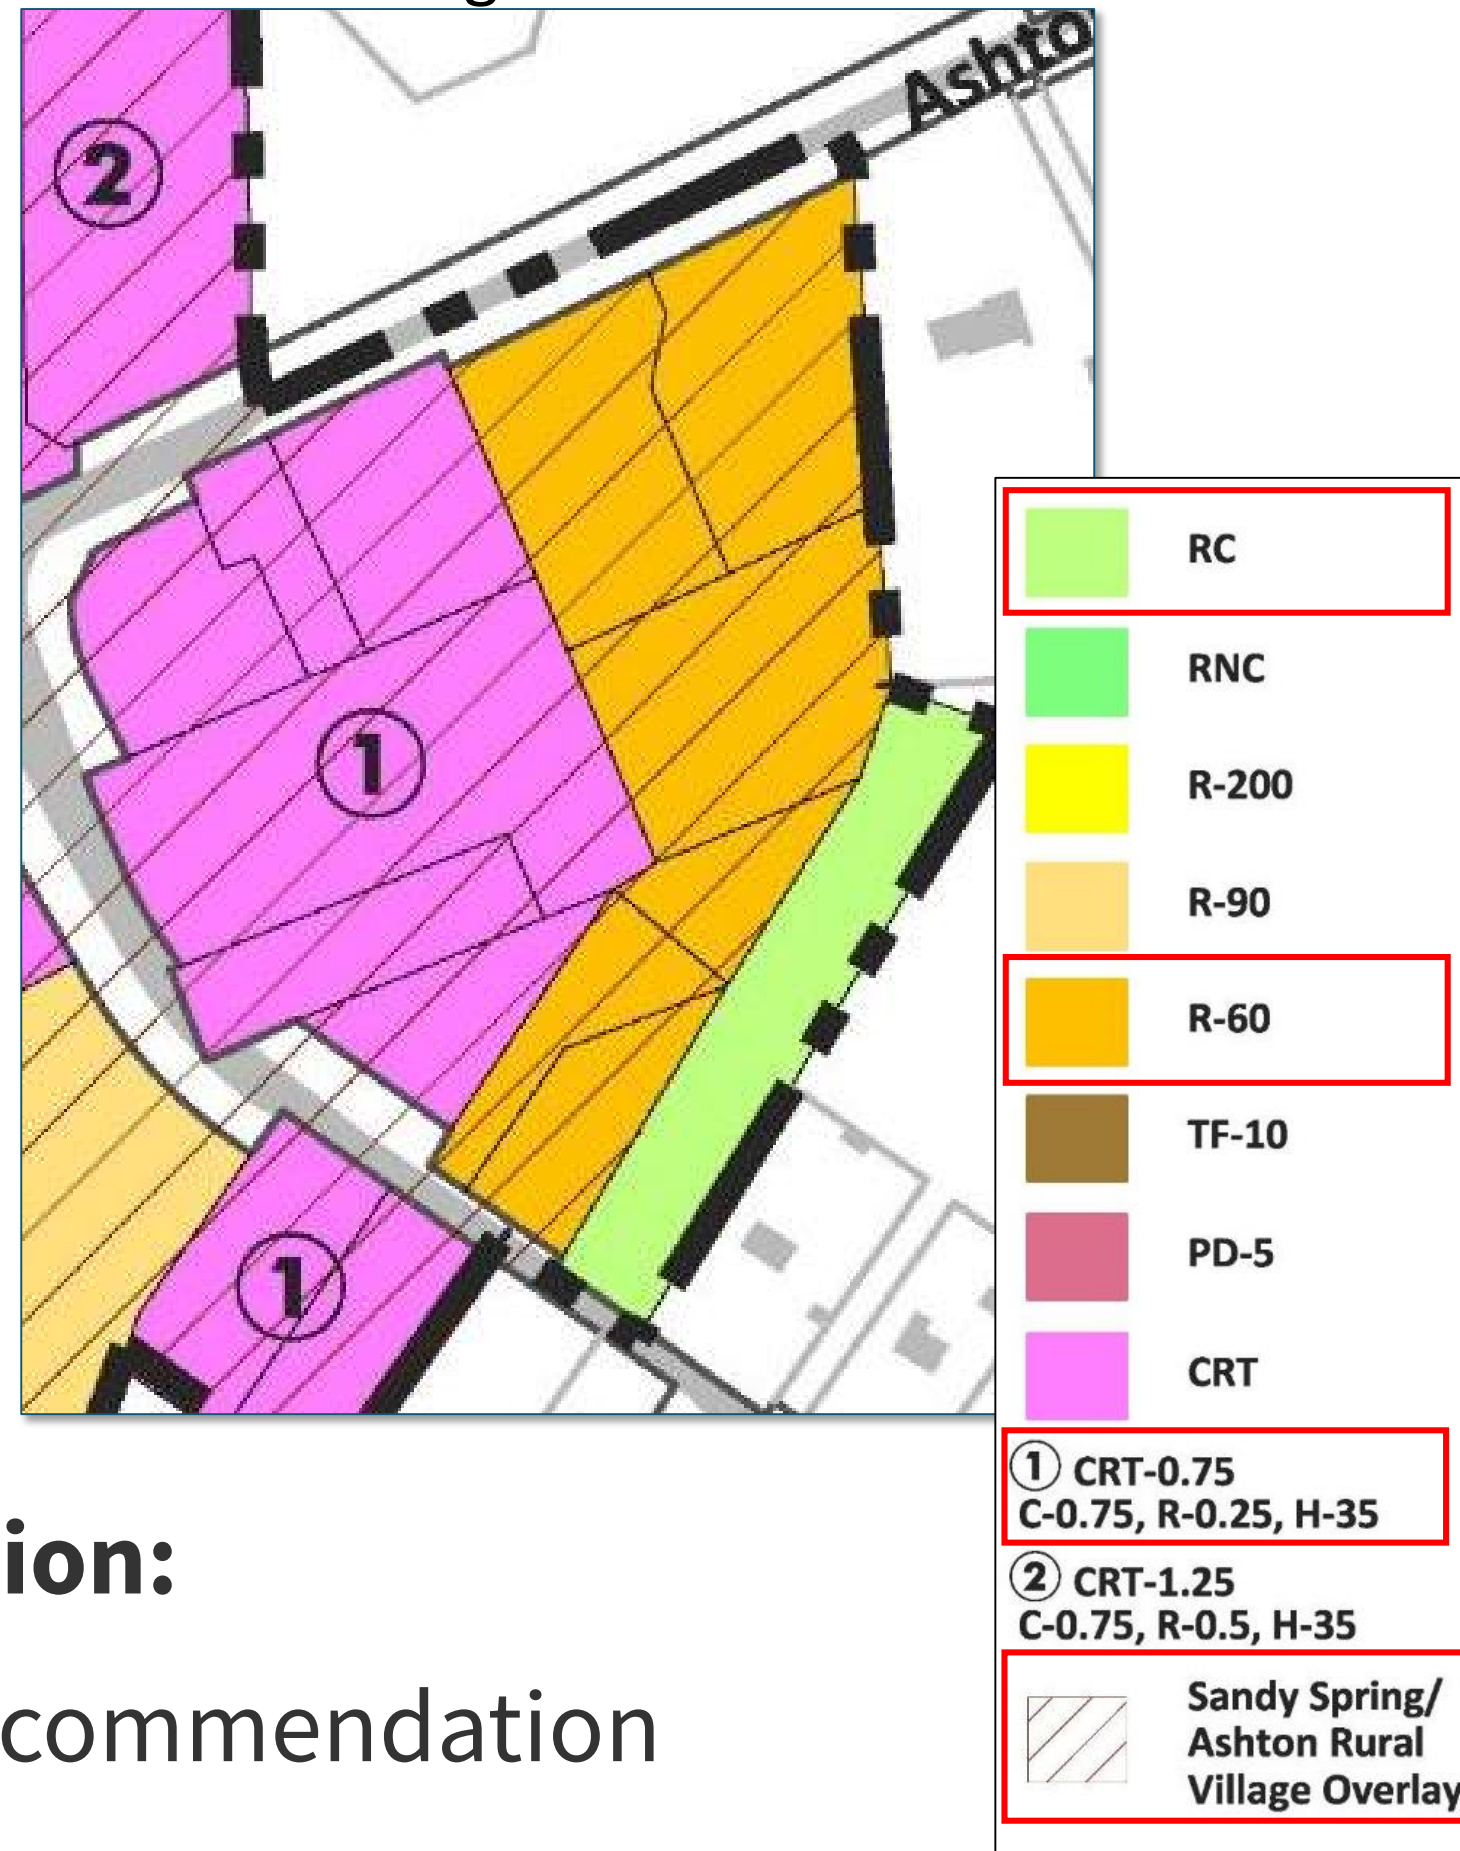 Ashto
2
1
1
RC
RNC
R-200
R-90
R-60
TF-10
PD-5
CRT
1 CRT-0.75
C-0.75, R-0.25, H-35
2 CRT-1.25
C-0.75, R-0.5, H-35
Sandy Spring/
Ashton Rural
Village Overlay
ion:
commendation